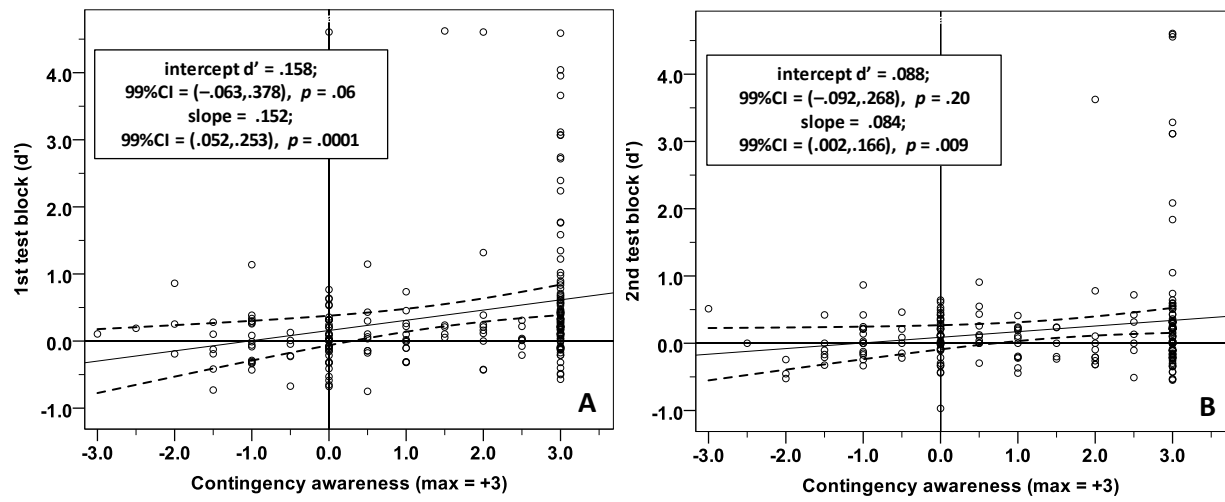 intercept d’ = .158;
99%CI = (–.063,.378), p = .06
slope = .152;
99%CI = (.052,.253), p = .0001
1st test block (d')
4.0
3.0
2.0
1.0
0.0
-1.0
A
-3.0 -2.0 -1.0 0.0 1.0 2.0 3.0
Contingency awareness (max = +3)
intercept d’ = .088;
99%CI = (–.092,.268), p = .20
slope = .084;
99%CI = (.002,.166), p = .009
2nd test block (d')
4.0
3.0
2.0
1.0
0.0
-1.0
B
-3.0 -2.0 -1.0 0.0 1.0 2.0 3.0
Contingency awareness (max = +3)